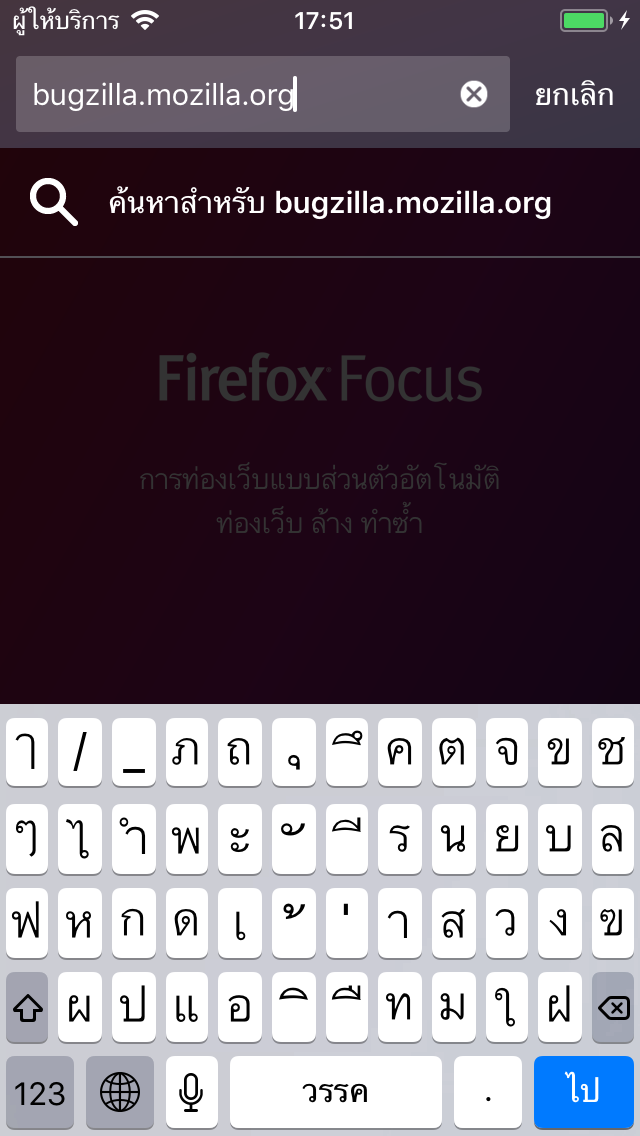 ผู้ให้บริการ 17:51
bugzilla.mozilla.org ยกเลิก
ค้นหาสำหรับ bugzilla.mozilla.org
Firefox Focus
การท่องเว็บแบบส่วนตัวอัตโนมัติ
ท่องเว็บ ล้าง ทำซ้ำ
ๅ / _ ภ ถ ุ ึ ค ต จ ข ช
ๆ ไ ำ พ ะ ั ี ร น ย บ ล
ฟ ห ก ด เ ้ ่ า ส ว ง ฃ
ผ ป แ อ ิ ื ท ม ใ ฝ
123 วรรค . ไป